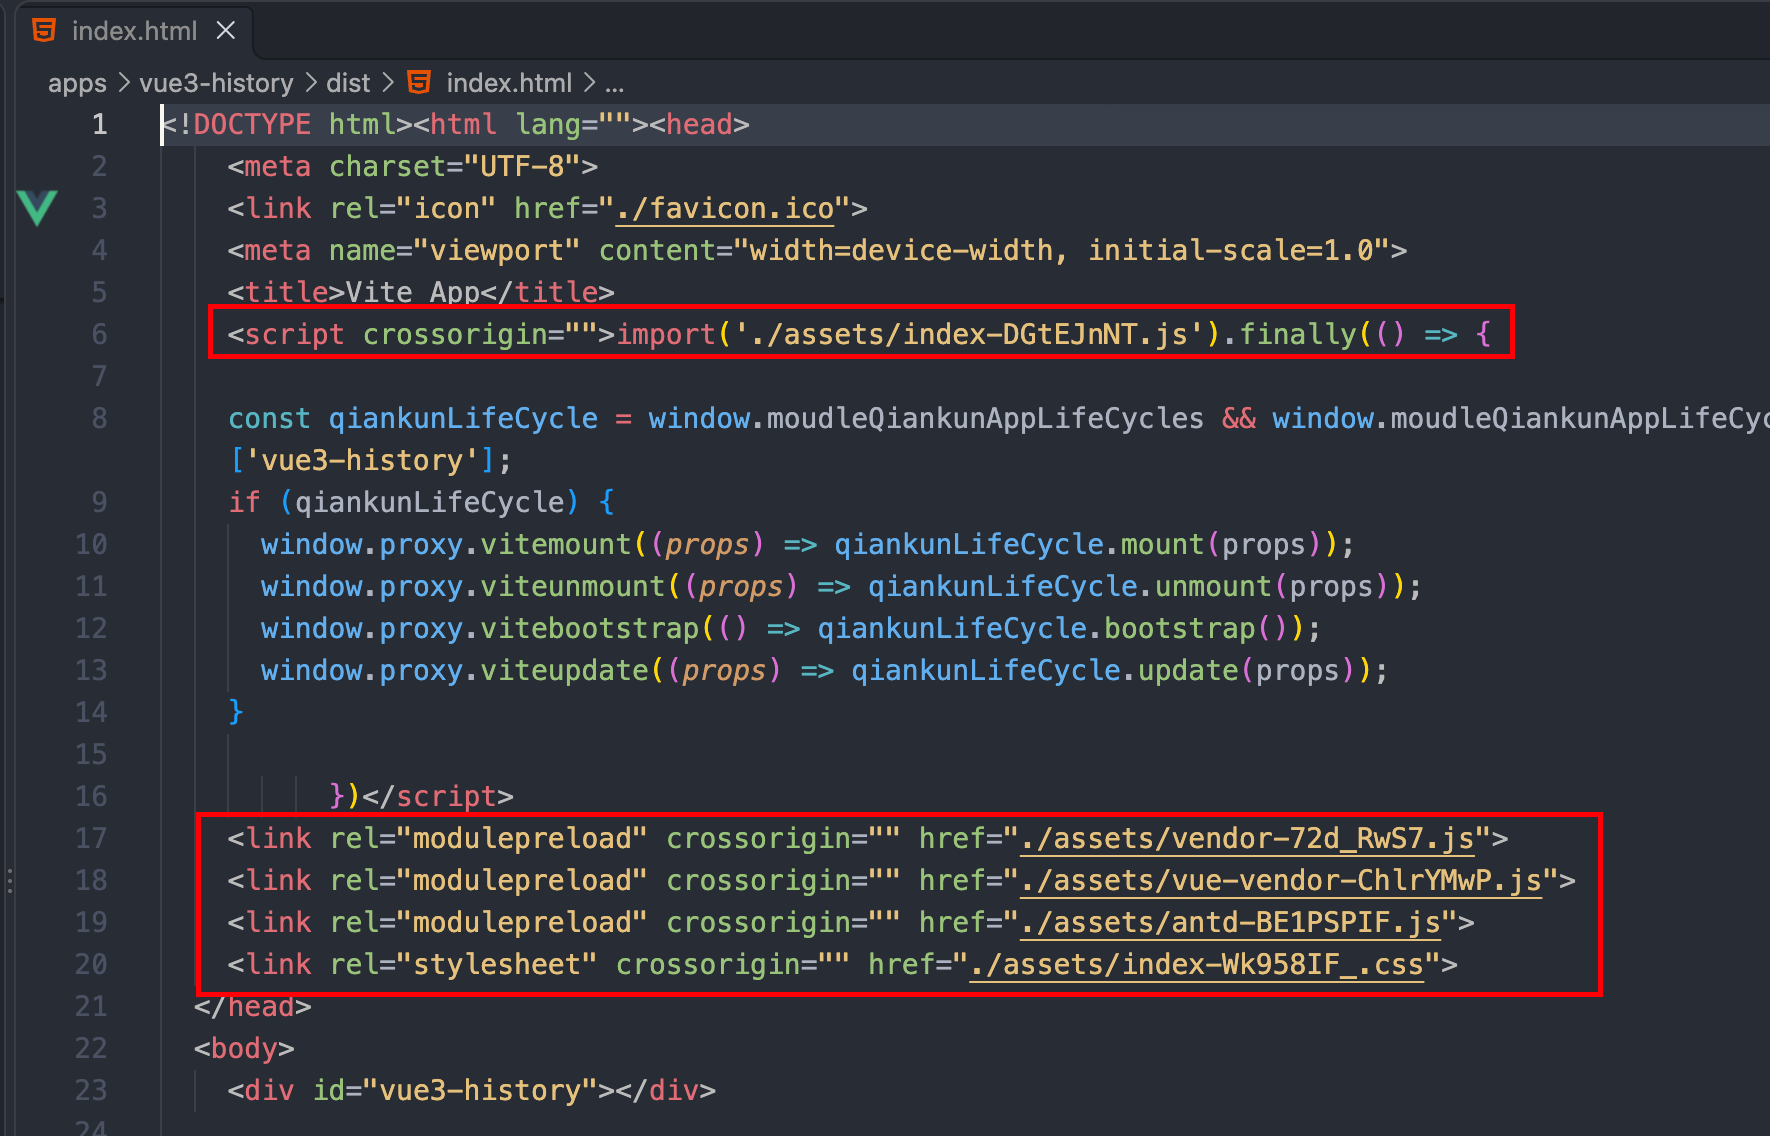 index.html
apps > vue3-history > dist > index.html > ...
1 <!DOCTYPE html><html lang=""><head>
2 <meta charset="UTF-8">
3 <link rel="icon" href="./favicon.ico">
4 <meta name="viewport" content="width=device-width, initial-scale=1.0">
5 <title>Vite App</title>
6 <script crossorigin="">import('./assets/index-DGtEJnNT.js').finally(() => {
7
8 const qiankunLifeCycle = window.moudleQiankunAppLifeCycles && window.moudleQiankunAppLifeCyc
['vue3-history'];
9 if (qiankunLifeCycle) {
10 window.proxy.vitemount((props) => qiankunLifeCycle.mount(props));
11 window.proxy.viteunmount((props) => qiankunLifeCycle.unmount(props));
12 window.proxy.vitebootstrap(() => qiankunLifeCycle.bootstrap());
13 window.proxy.viteupdate((props) => qiankunLifeCycle.update(props));
14 }
15
16 })</script>
17 <link rel="modulepreload" crossorigin="" href="./assets/vendor-72d_RwS7.js">
18 <link rel="modulepreload" crossorigin="" href="./assets/vue-vendor-ChlrYMwP.js">
19 <link rel="modulepreload" crossorigin="" href="./assets/antd-BE1PSPIF.js">
20 <link rel="stylesheet" crossorigin="" href="./assets/index-Wk958IF_.css">
21 </head>
22 <body>
23 <div id="vue3-history"></div>
24